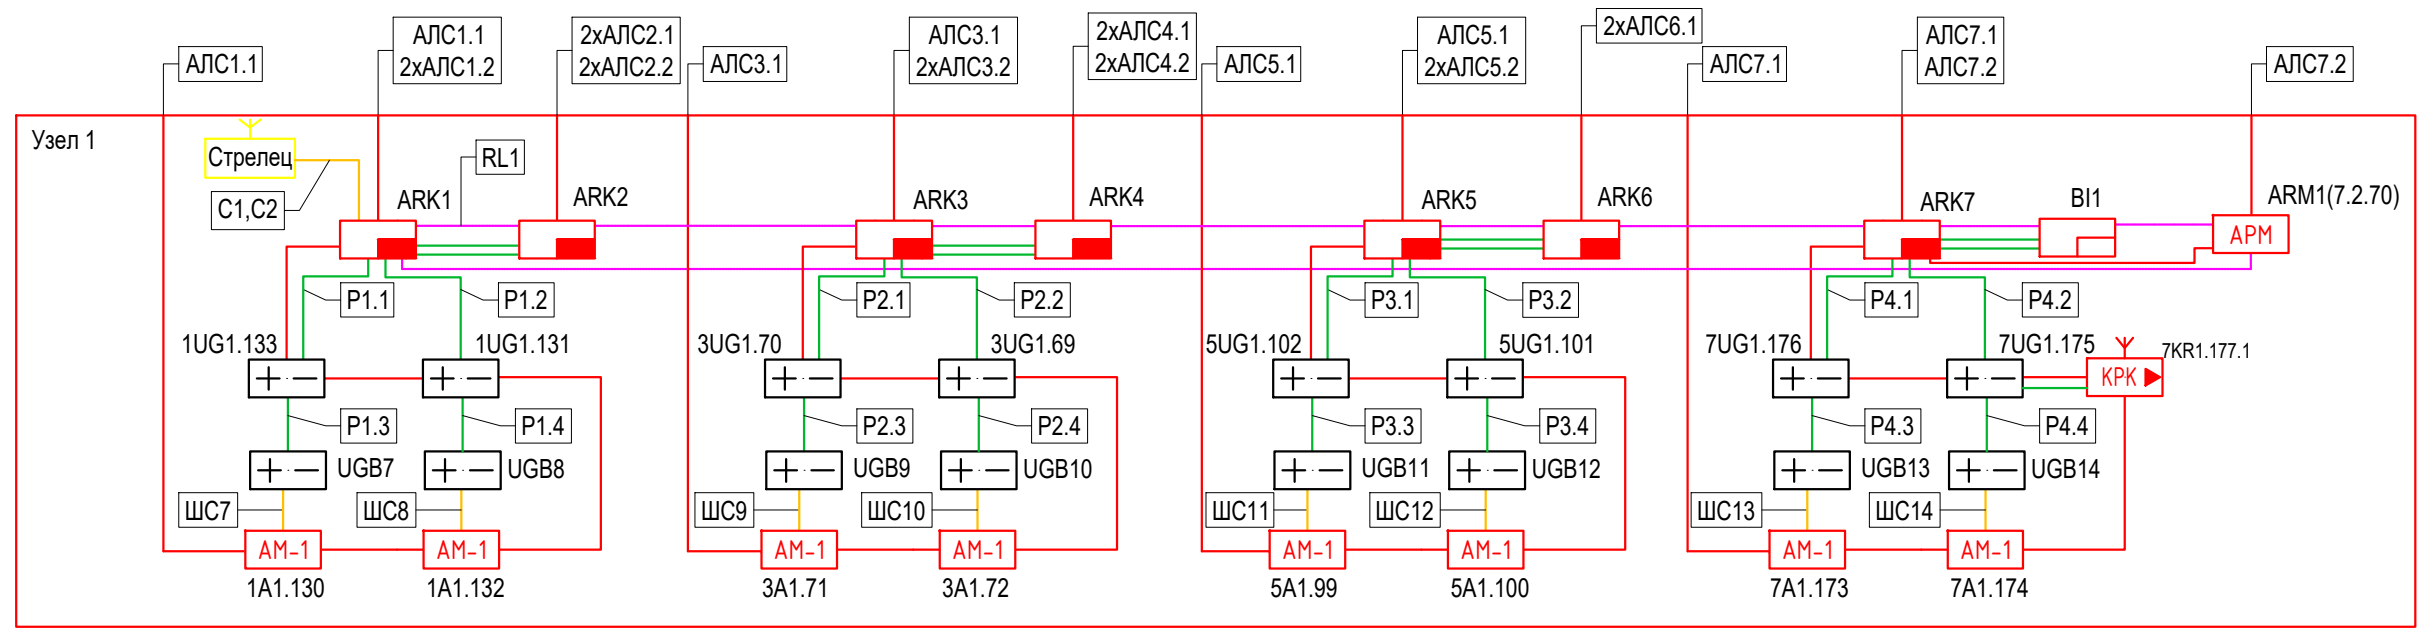 АЛС1.1
АЛС1.1
2хАЛС1.2
2хАЛС2.1
2хАЛС2.2
АЛС3.1
АЛС3.1
2хАЛС3.2
2хАЛС4.1
2хАЛС4.2
АЛС5.1
АЛС5.1
2хАЛС5.2
2хАЛС6.1
АЛС7.1
АЛС7.1
АЛС7.2
АЛС7.2
Узел 1
Стрелец
RL1
С1,С2
ARK1
ARK2
ARK3
ARK4
ARK5
ARK6
ARK7
BI1
ARM1(7.2.70)
АРМ
P1.1
P1.2
P2.1
P2.2
P3.1
P3.2
P4.1
P4.2
1UG1.133
1UG1.131
3UG1.70
3UG1.69
5UG1.102
5UG1.101
7UG1.176
7UG1.175
7KR1.177.1
КРК
P1.3
P1.4
P2.3
P2.4
P3.3
P3.4
P4.3
P4.4
UGB7
UGB8
UGB9
UGB10
UGB11
UGB12
UGB13
UGB14
ШС7
ШС8
ШС9
ШС10
ШС11
ШС12
ШС13
ШС14
АМ-1
АМ-1
АМ-1
АМ-1
АМ-1
АМ-1
АМ-1
АМ-1
1A1.130
1A1.132
3A1.71
3A1.72
5A1.99
5A1.100
7A1.173
7A1.174